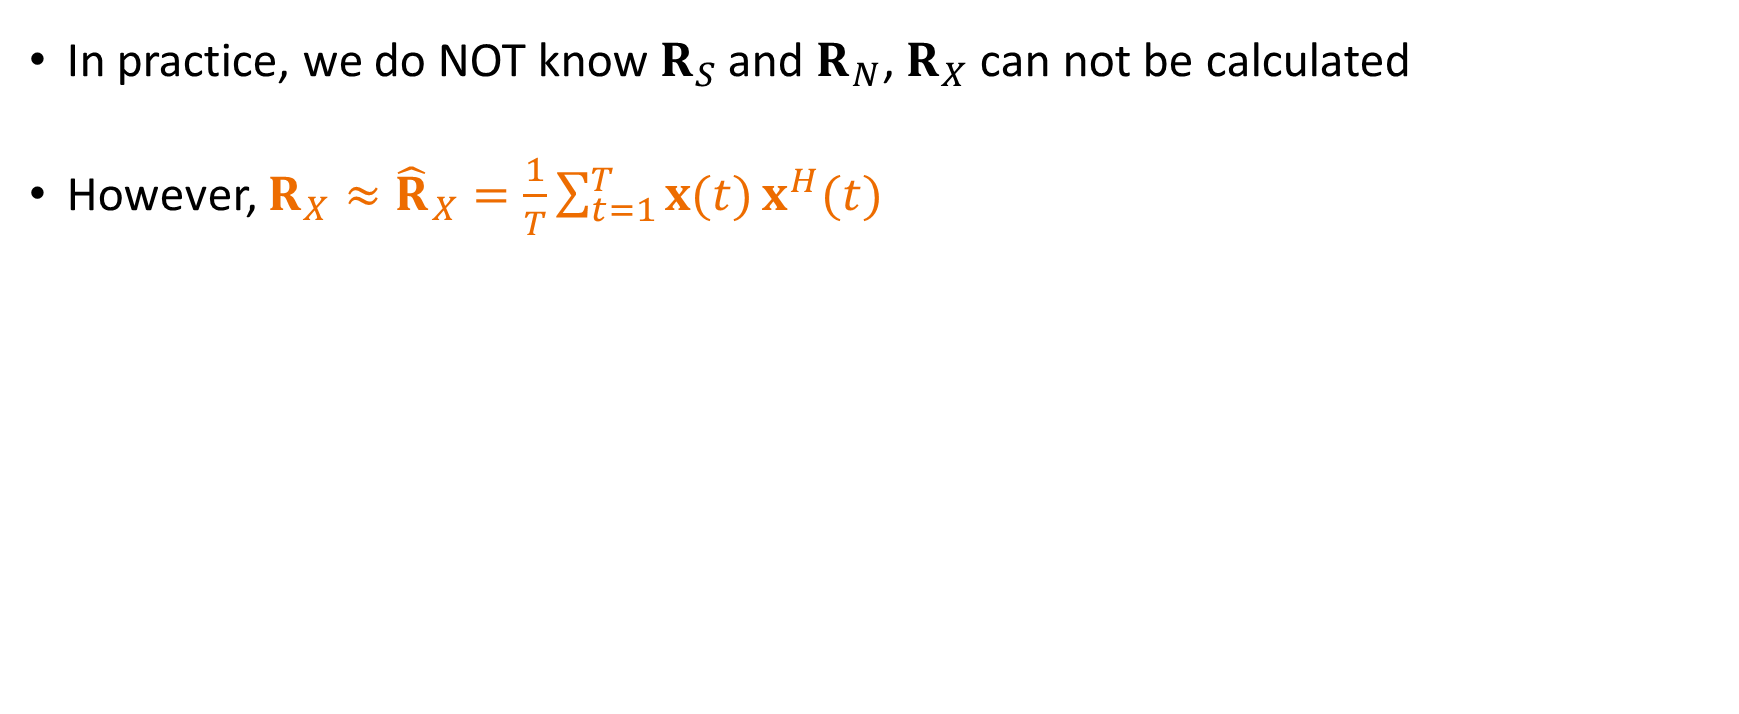 • In practice, we do NOT know 𝐑_S and 𝐑_N, 𝐑_X can not be calculated
• However, 𝐑_X ≈ 𝐑̂_X = 1/T ∑_{t=1}^{T} 𝐱(t) 𝐱^H(t)